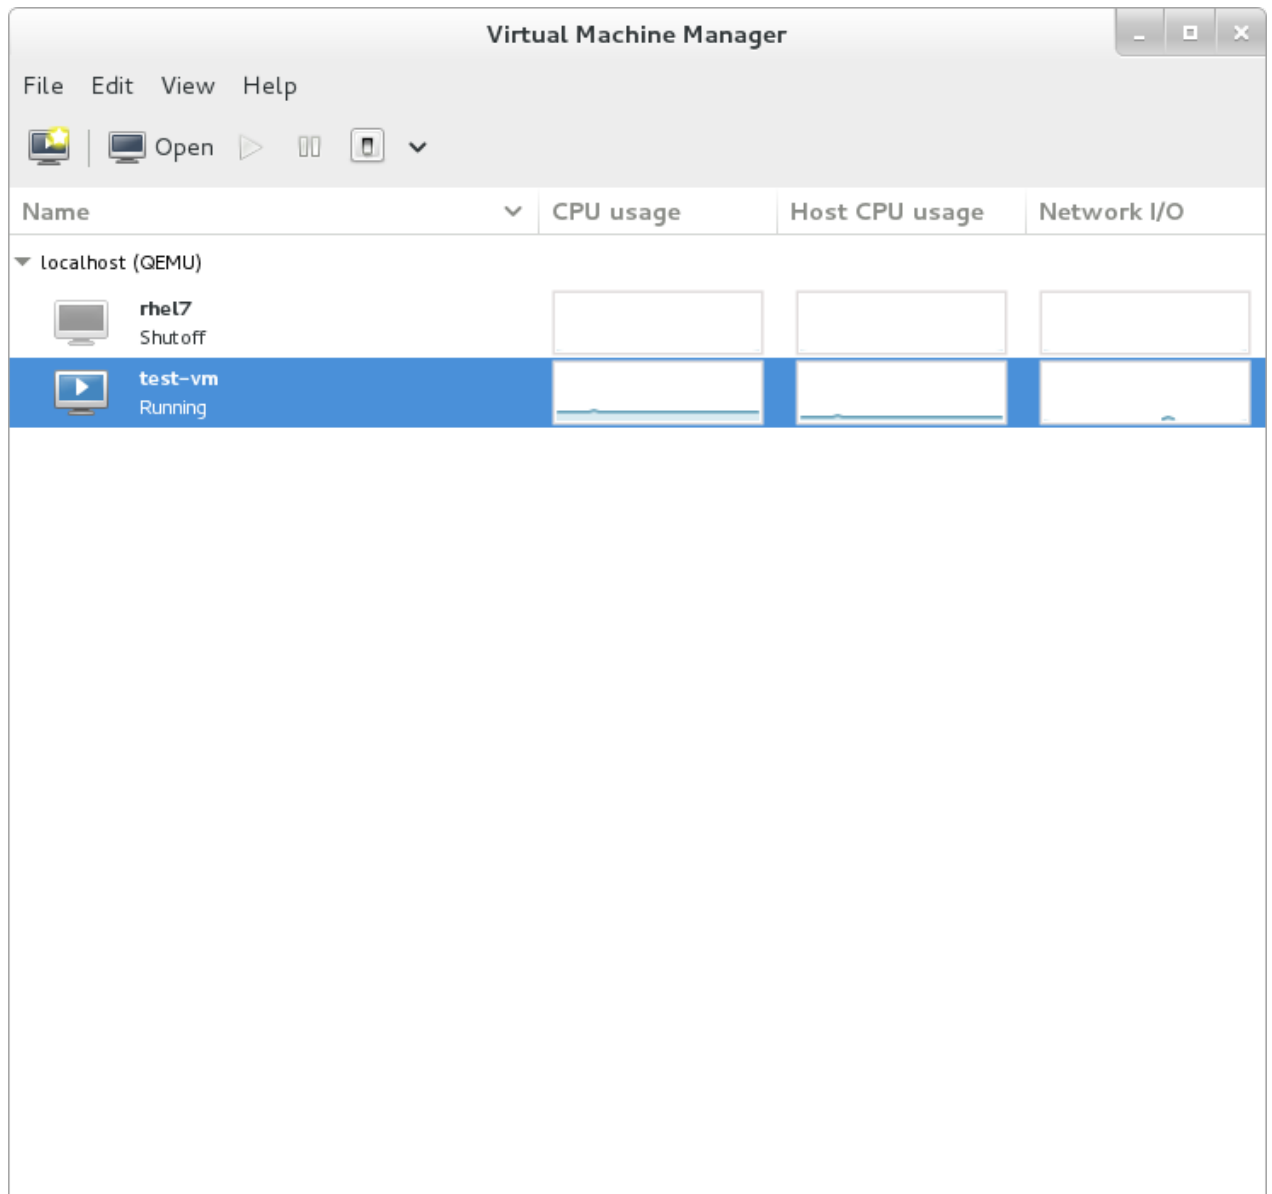 Virtual Machine Manager
File Edit View Help
Open
Name CPU usage Host CPU usage Network I/O
localhost (QEMU)
rhel7
Shutoff
test-vm
Running